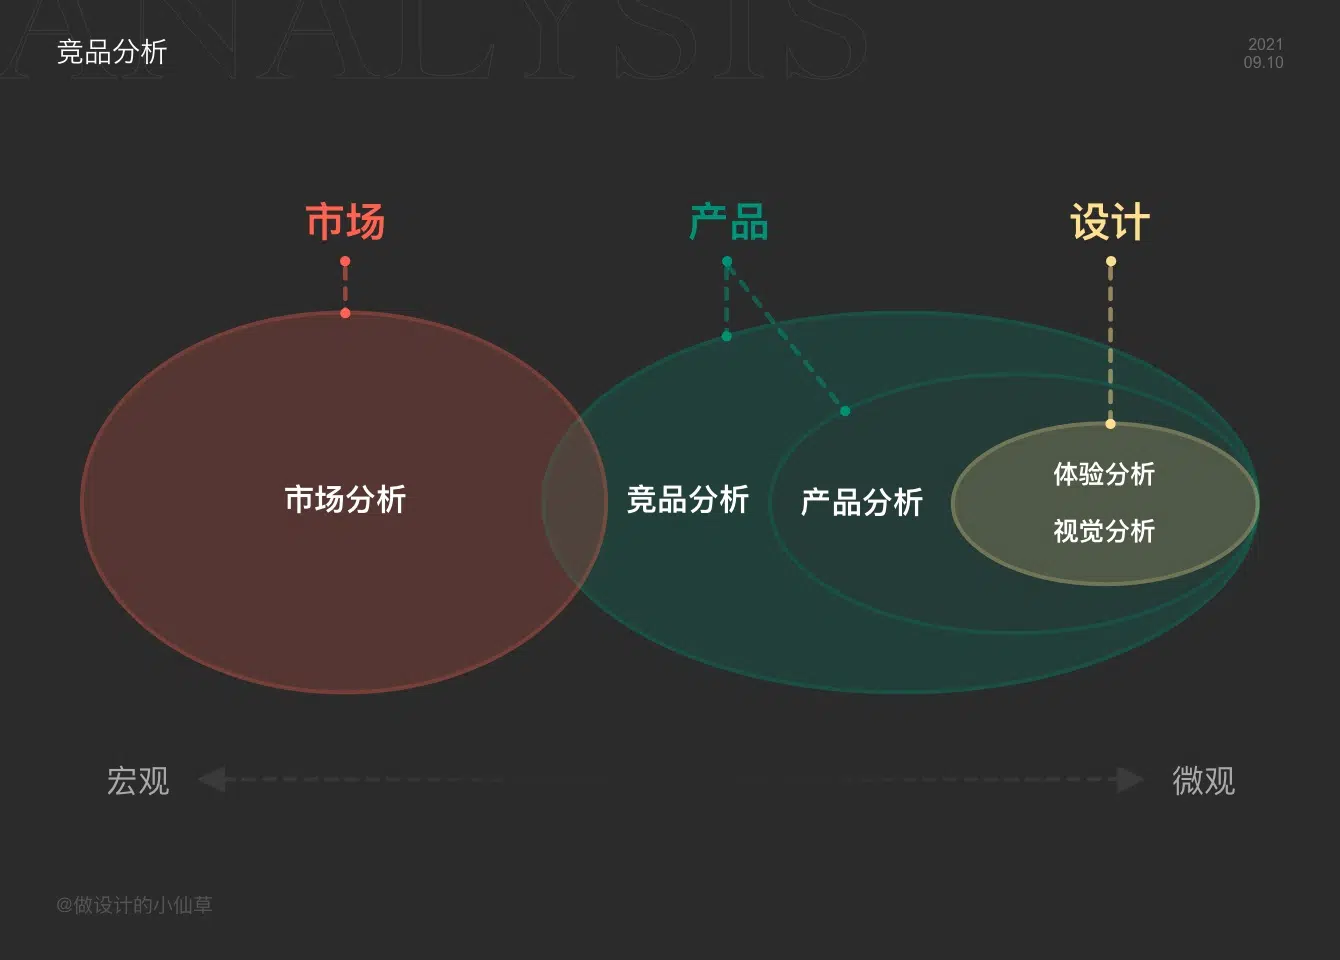 ANALYSIS
竞品分析
2021
09.10
市场
产品
设计
市场分析
竞品分析
产品分析
体验分析
视觉分析
宏观
微观
@做设计的小仙草